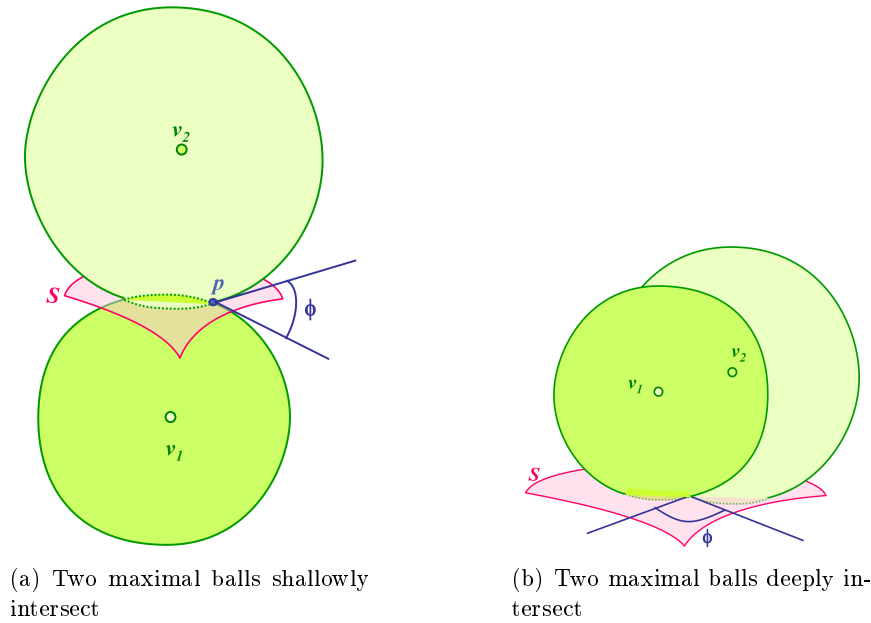 v2
S
p
ϕ
v1
(a) Two maximal balls shallowly
intersect
v2
v1
S
ϕ
(b) Two maximal balls deeply in-
tersect